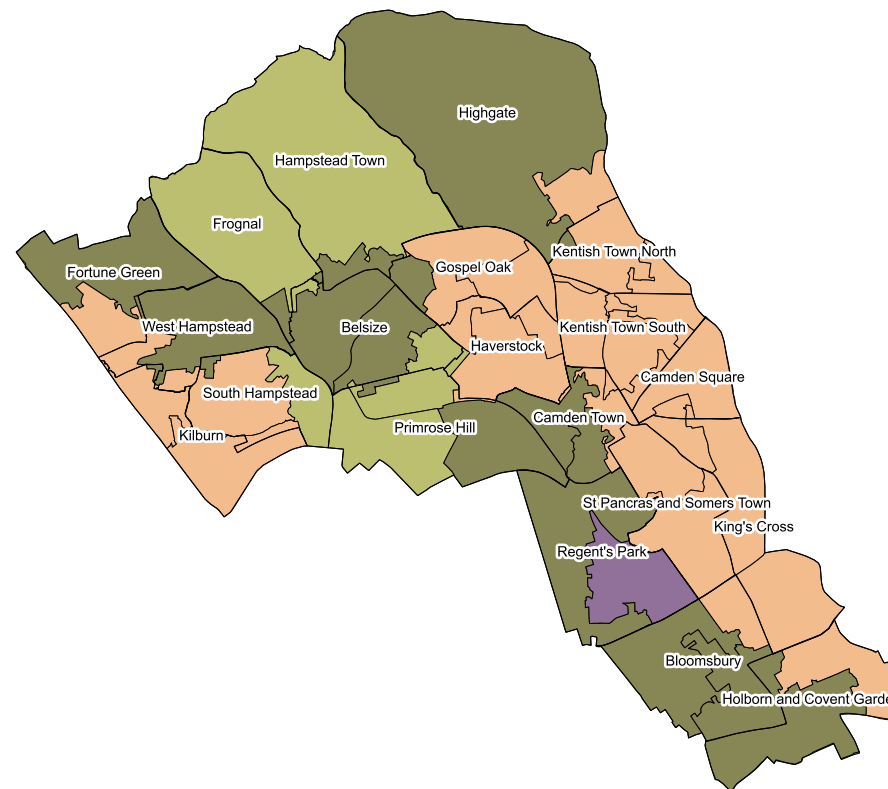 Highgate
Hampstead Town
Frognal
Kentish Town North
Gospel Oak
Fortune Green
West Hampstead
Belsize
Kentish Town South
Haverstock
Camden Square
South Hampstead
Camden Town
Primrose Hill
Kilburn
St Pancras and Somers Town
King's Cross
Regent's Park
Bloomsbury
Holborn and Covent Garde